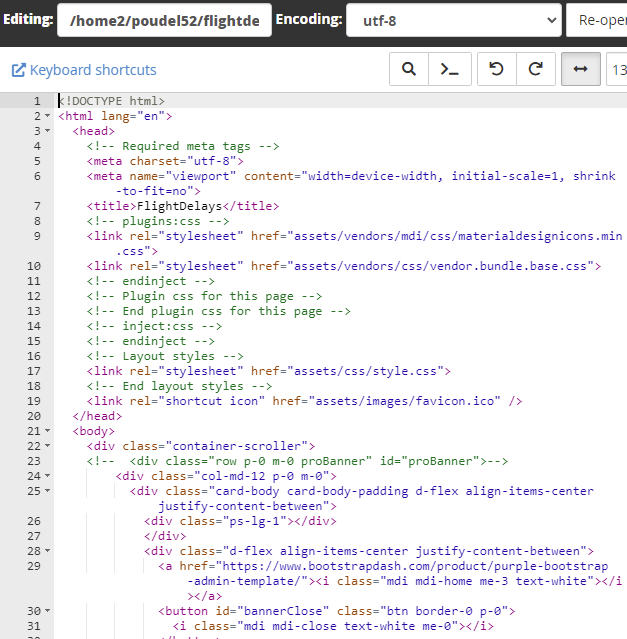 Editing: /home2/poudel52/flightde Encoding: utf-8 Re-open
Keyboard shortcuts 13
1 <!DOCTYPE html>
2 <html lang="en">
3 <head>
4 <!-- Required meta tags -->
5 <meta charset="utf-8">
6 <meta name="viewport" content="width=device-width, initial-scale=1, shrink
-to-fit=no">
7 <title>FlightDelays</title>
8 <!-- plugins:css -->
9 <link rel="stylesheet" href="assets/vendors/mdi/css/materialdesignicons.min
.css">
10 <link rel="stylesheet" href="assets/vendors/css/vendor.bundle.base.css">
11 <!-- endinject -->
12 <!-- Plugin css for this page -->
13 <!-- End plugin css for this page -->
14 <!-- inject:css -->
15 <!-- endinject -->
16 <!-- Layout styles -->
17 <link rel="stylesheet" href="assets/css/style.css">
18 <!-- End layout styles -->
19 <link rel="shortcut icon" href="assets/images/favicon.ico" />
20 </head>
21 <body>
22 <div class="container-scroller">
23 <!-- <div class="row p-0 m-0 proBanner" id="proBanner">-->
24 <div class="col-md-12 p-0 m-0">
25 <div class="card-body card-body-padding d-flex align-items-center
justify-content-between">
26 <div class="ps-lg-1"></div>
27 </div>
28 <div class="d-flex align-items-center justify-content-between">
29 <a href="https://www.bootstrapdash.com/product/purple-bootstrap
-admin-template/"><i class="mdi mdi-home me-3 text-white"></i
></a>
30 <button id="bannerClose" class="btn border-0 p-0">
31 <i class="mdi mdi-close text-white me-0"></i>